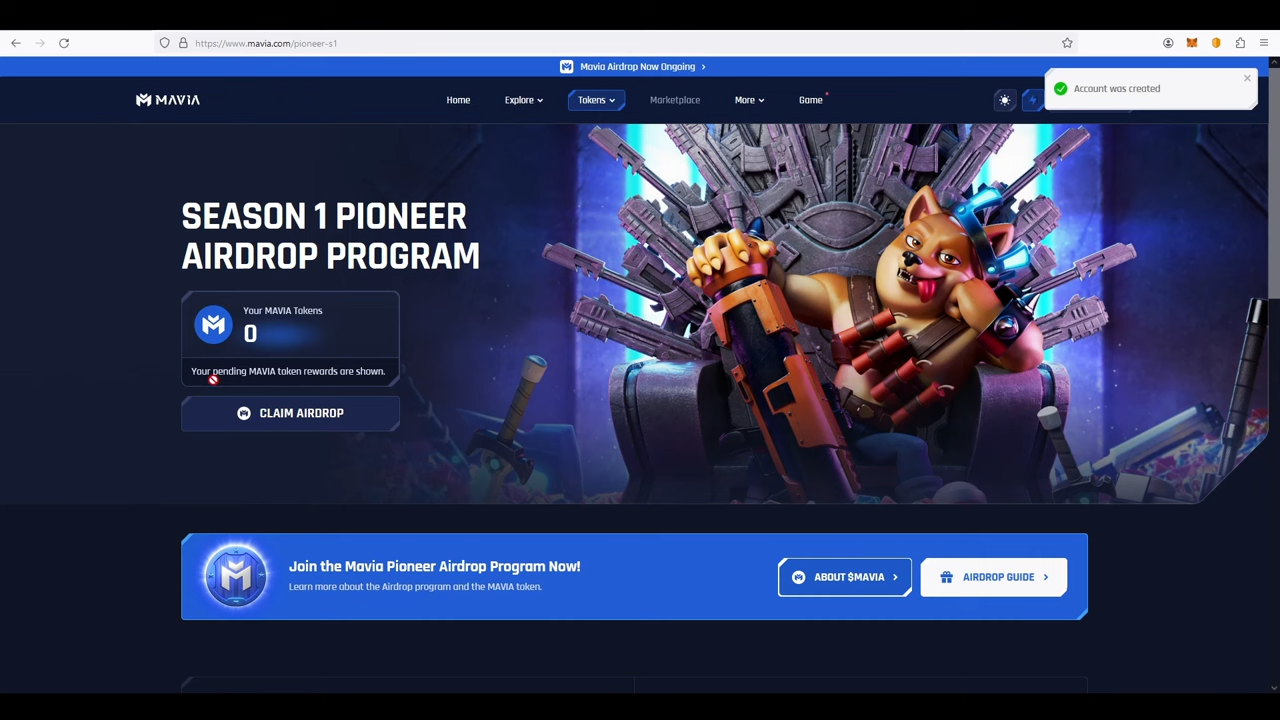 https://www.mavia.com/pioneer-s1
Mavia Airdrop Now Ongoing
MAVIA
Home
Explore
Tokens
Marketplace
More
Game
Account was created
SEASON 1 PIONEER
AIRDROP PROGRAM
Your MAVIA Tokens
0
Your pending MAVIA token rewards are shown.
CLAIM AIRDROP
Join the Mavia Pioneer Airdrop Program Now!
Learn more about the Airdrop program and the MAVIA token.
ABOUT $MAVIA
AIRDROP GUIDE